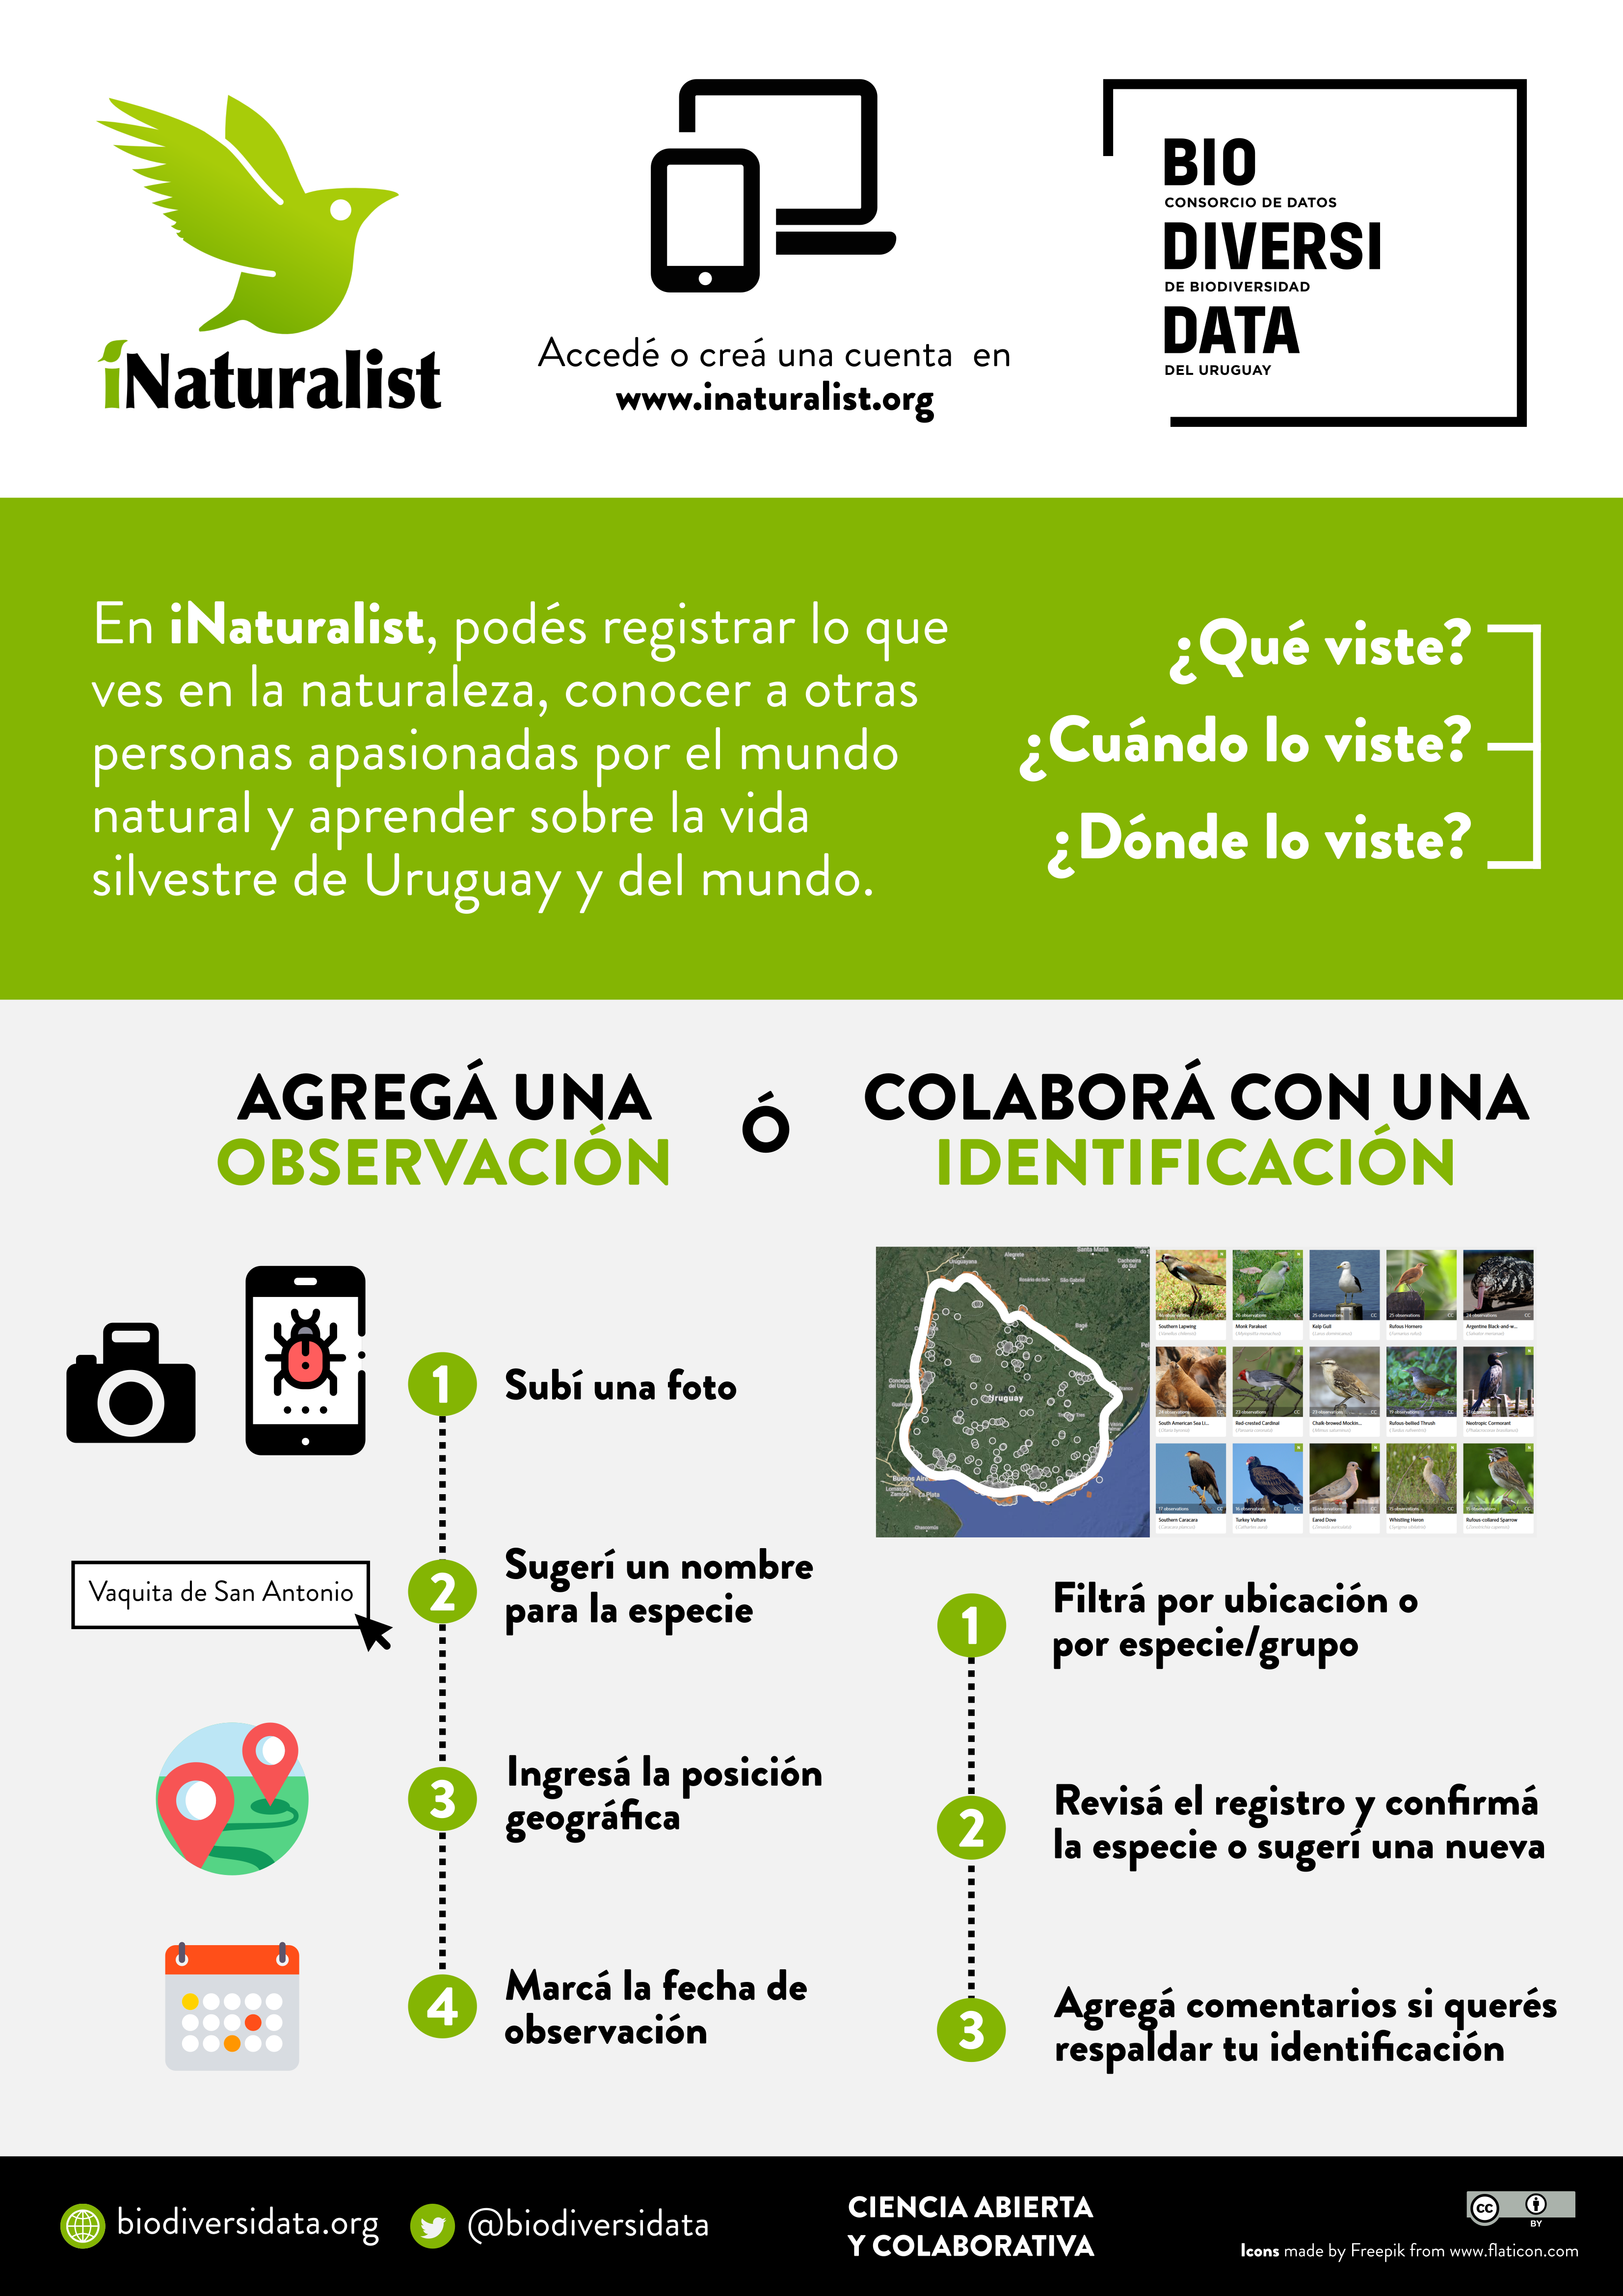 iNaturalist
Accedé o creá una cuenta en
www.inaturalist.org
BIO
CONSORCIO DE DATOS
DIVERSI
DE BIODIVERSIDAD
DATA
DEL URUGUAY
En iNaturalist, podés registrar lo que
ves en la naturaleza, conocer a otras
personas apasionadas por el mundo
natural y aprender sobre la vida
silvestre de Uruguay y del mundo.
¿Qué viste?
¿Cuándo lo viste?
¿Dónde lo viste?
AGREGÁ UNA
OBSERVACIÓN
Ó
COLABORÁ CON UNA
IDENTIFICACIÓN
1
Subí una foto
Vaquita de San Antonio
2
Sugerí un nombre
para la especie
3
Ingresá la posición
geográfica
4
Marcá la fecha de
observación
Uruguay
Buenos Aires
La Plata
Southern Lapwing
Monk Parakeet
Kelp Gull
Rufous Hornero
Argentine Black-and-w...
South American Sea Li...
Red-crested Cardinal
Chalk-browed Mockin...
Rufous-bellied Thrush
Neotropic Cormorant
17 observations
Southern Caracara
Turkey Vulture
Eared Dove
Whistling Heron
Rufous-collared Sparrow
1
Filtrá por ubicación o
por especie/grupo
2
Revisá el registro y confirmá
la especie o sugerí una nueva
3
Agregá comentarios si querés
respaldar tu identificación
biodiversidata.org
@biodiversidata
CIENCIA ABIERTA
Y COLABORATIVA
cc
BY
Icons made by Freepik from www.flaticon.com